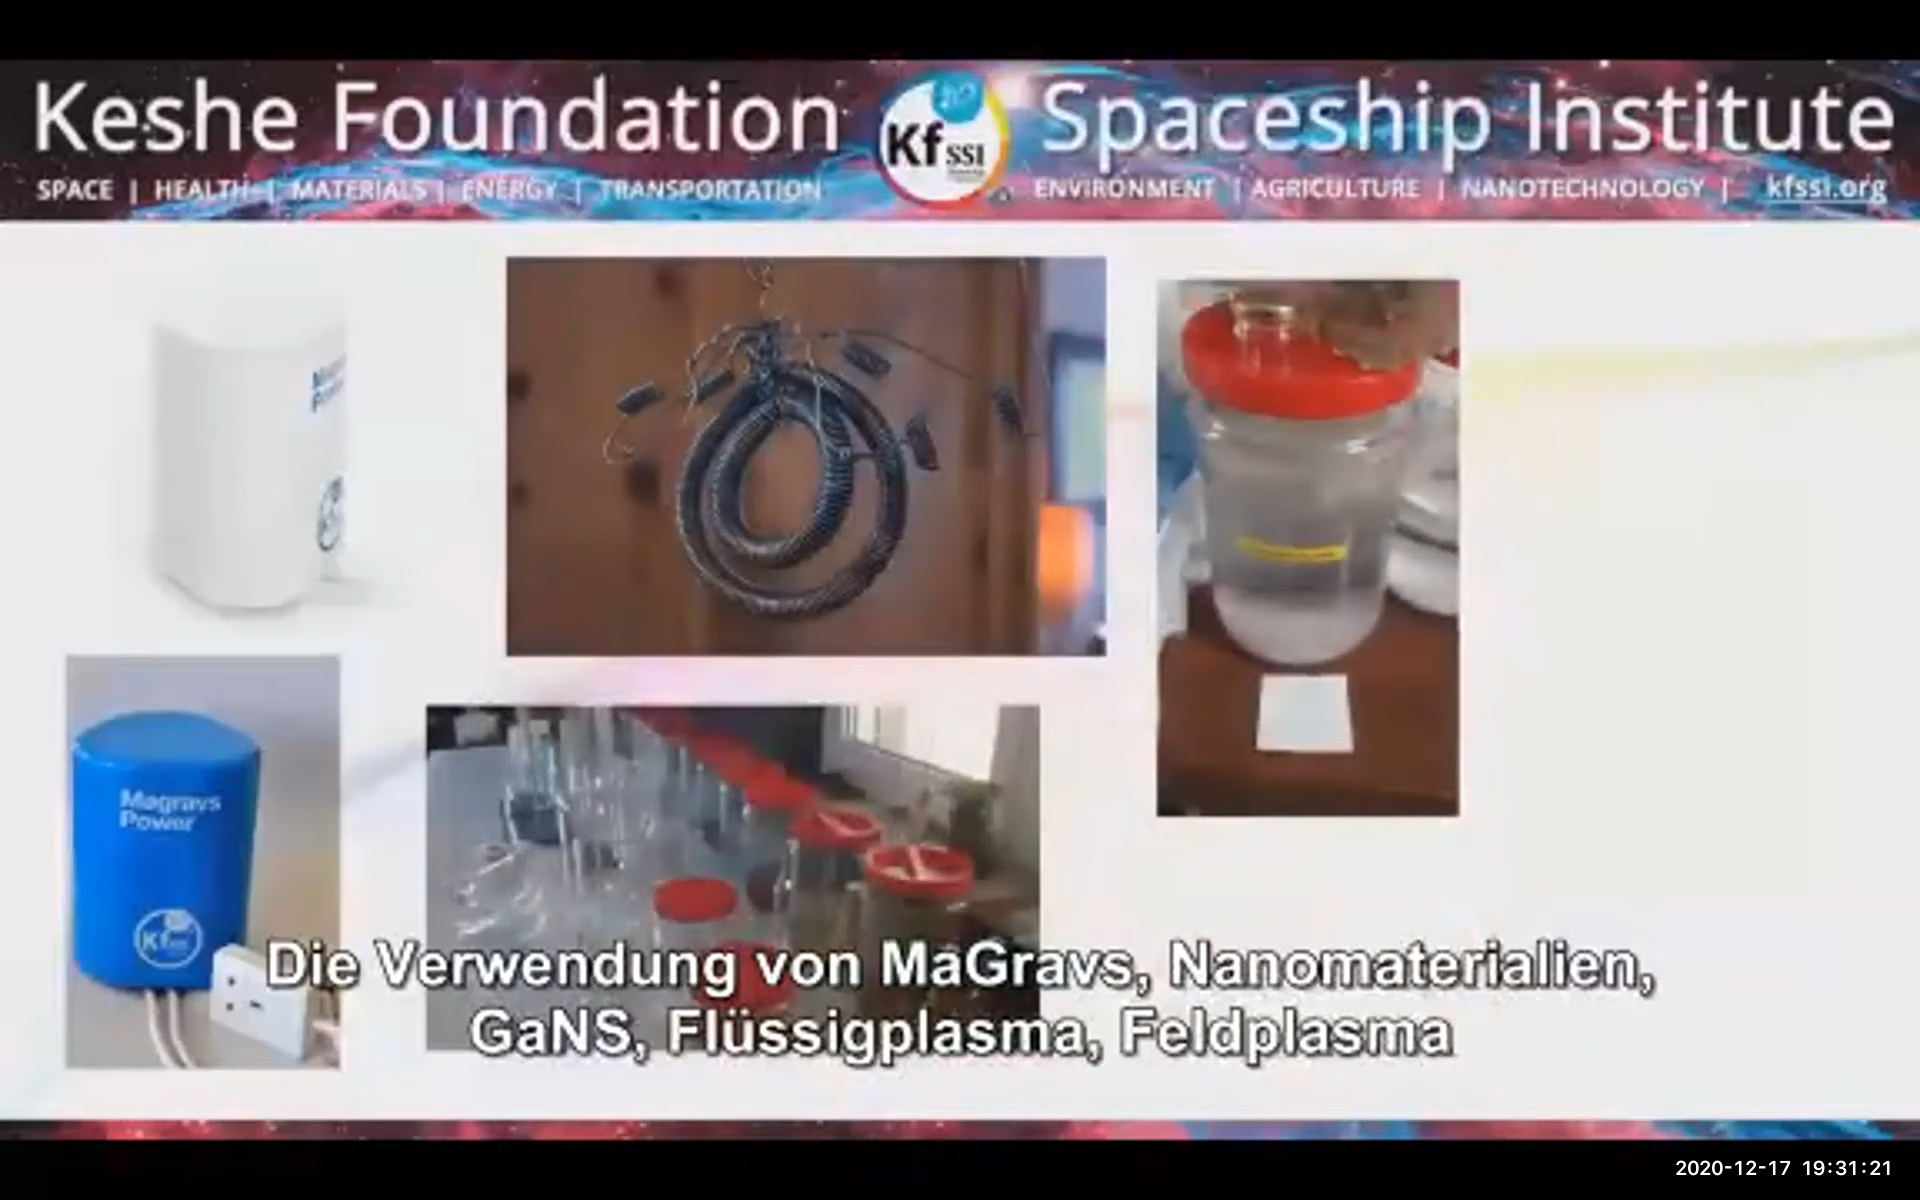 Keshe Foundation
Kf SSI
Spaceship Institute
SPACE | HEALTH | MATERIALS | ENERGY | TRANSPORTATION
ENVIRONMENT | AGRICULTURE | NANOTECHNOLOGY | kfssi.org
Magravs
Power
Kf
Die Verwendung von MaGravs, Nanomaterialien,
GaNS, Flüssigplasma, Feldplasma
2020-12-17 19:31:21